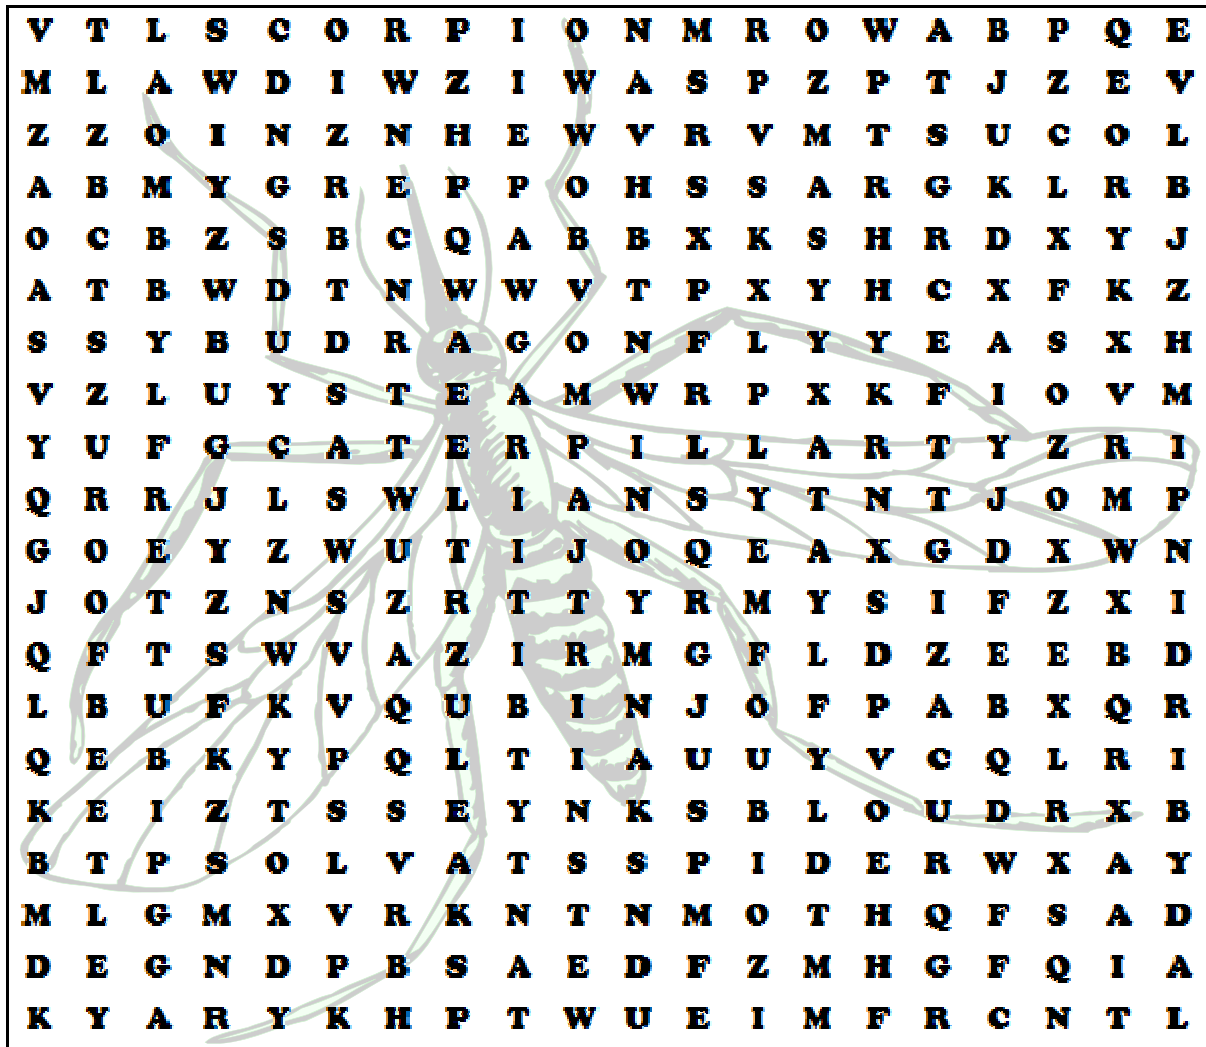 V T L S C O R P I O N M R O W A B P Q E
M L A W D I W Z I W A S P Z P T J Z E V
Z Z O I N Z N H E W V R V M T S U C O L
A B M Y G R E P P O H S S A R G K L R B
O C B Z S B C Q A B B X K S H R D X Y J
A T B W D T N W W V T P X Y H C X F K Z
S S Y B U D R A G O N F L Y Y E A S X H
V Z L U Y S T E A M W R P X K F I O V M
Y U F G C A T E R P I L L A R T Y Z R I
Q R R J L S W L I A N S Y T N T J O M P
G O E Y Z W U T I J O Q E A X G D X W N
J O T Z N S Z R T T Y R M Y S I F Z X I
Q F T S W V A Z I R M G F L D Z E E B D
L B U F K V Q U B I N J O F P A B X Q R
Q E B K Y P Q L T I A U U Y V C Q L R I
K E I Z T S S E Y N K S B L O U D R X B
B T P S O L V A T S S P I D E R W X A Y
M L G M X V R K N T N M O T H Q F S A D
D E G N D P B S A E D F Z M H G F Q I A
K Y A R Y K H P T W U E I M F R C N T L